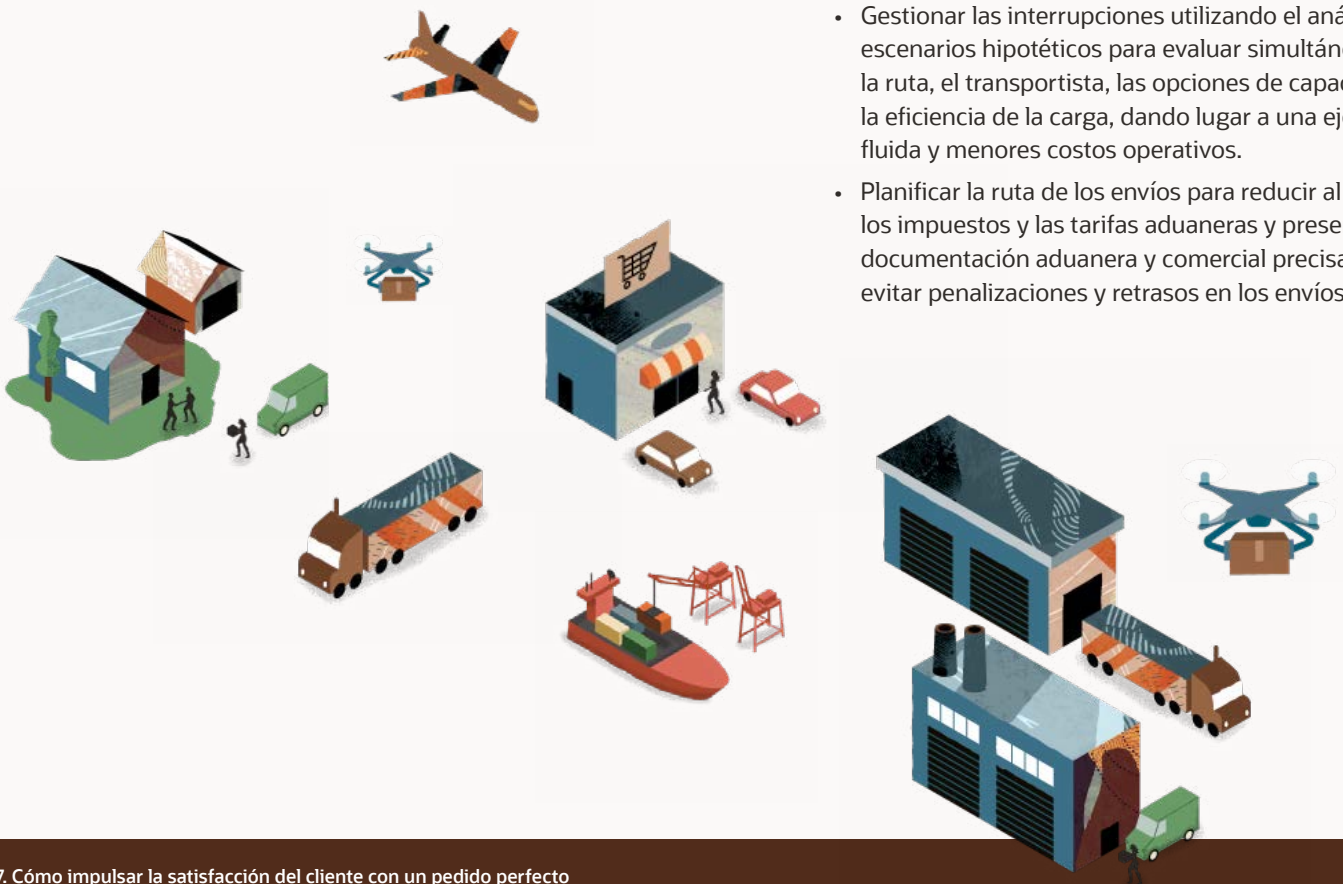 • Gestionar las interrupciones utilizando el aná
escenarios hipotéticos para evaluar simultán
la ruta, el transportista, las opciones de capa
la eficiencia de la carga, dando lugar a una ej
fluida y menores costos operativos.
• Planificar la ruta de los envíos para reducir al
los impuestos y las tarifas aduaneras y prese
documentación aduanera y comercial precisa
evitar penalizaciones y retrasos en los envíos
7. Cómo impulsar la satisfacción del cliente con un pedido perfecto